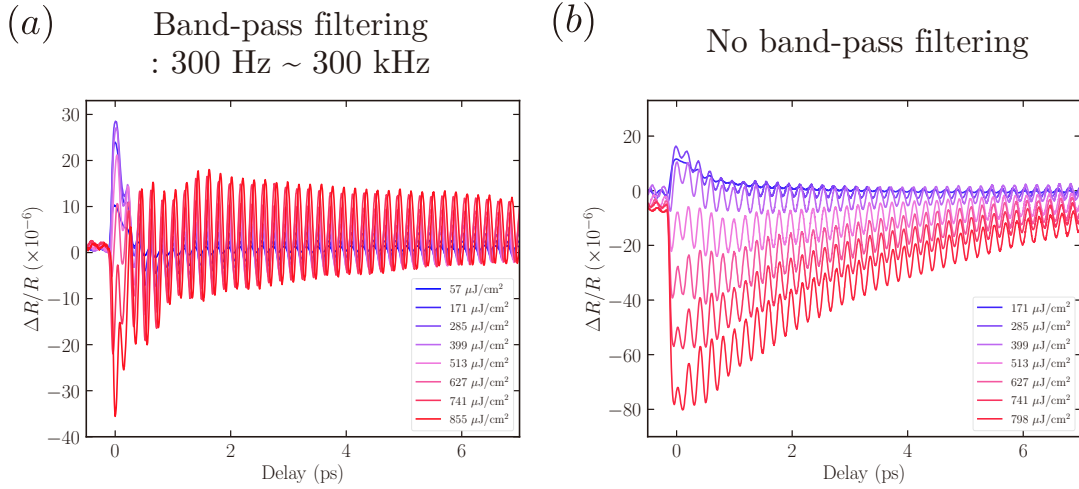 (a)
Band-pass filtering
: 300 Hz ~ 300 kHz
30
20
10
0
−10
−20
−30
−40
ΔR/R (×10⁻⁶)
57 μJ/cm²
171 μJ/cm²
285 μJ/cm²
399 μJ/cm²
513 μJ/cm²
627 μJ/cm²
741 μJ/cm²
855 μJ/cm²
0
2
4
6
Delay (ps)
(b)
No band-pass filtering
20
0
−20
−40
−60
−80
ΔR/R (×10⁻⁶)
171 μJ/cm²
285 μJ/cm²
399 μJ/cm²
513 μJ/cm²
627 μJ/cm²
741 μJ/cm²
798 μJ/cm²
0
2
4
6
Delay (ps)